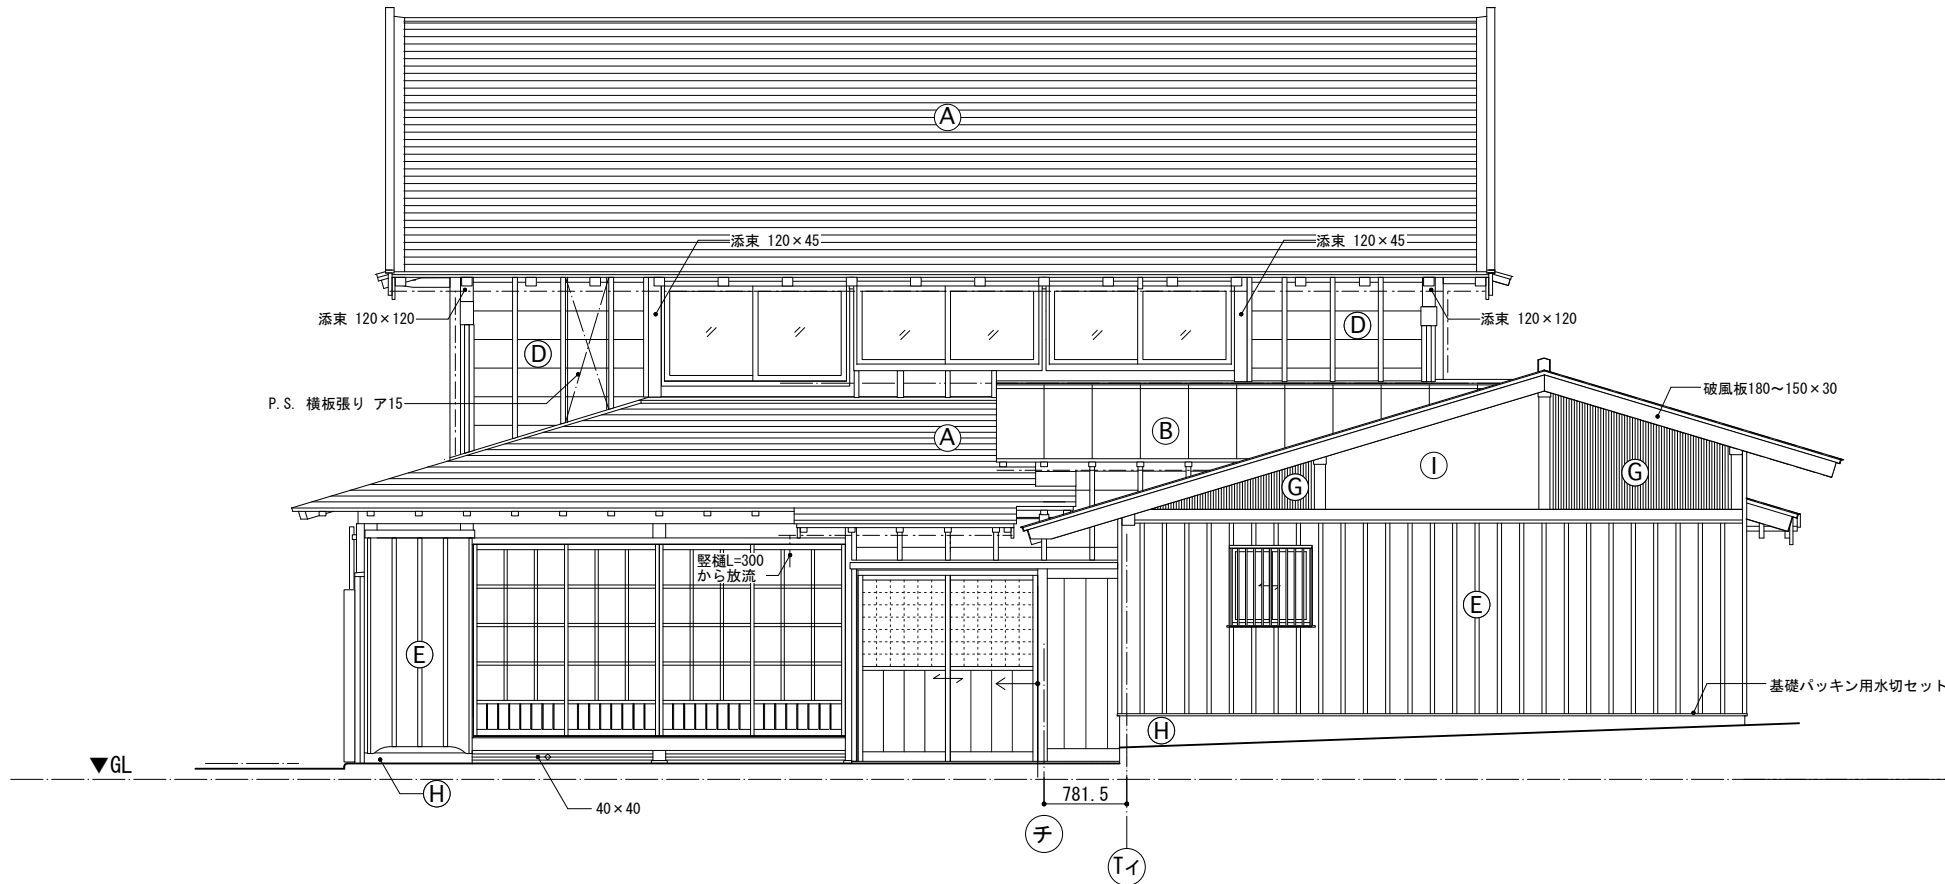 A
添束 120×45
添束 120×45
添束 120×120
添束 120×120
D
D
P.S. 横板張り ア15
破風板180～150×30
A
B
I
G
G
竪樋L=300
から放流
E
E
基礎パッキン用水切セット
H
▼GL
H
40×40
781.5
チ
Tイ